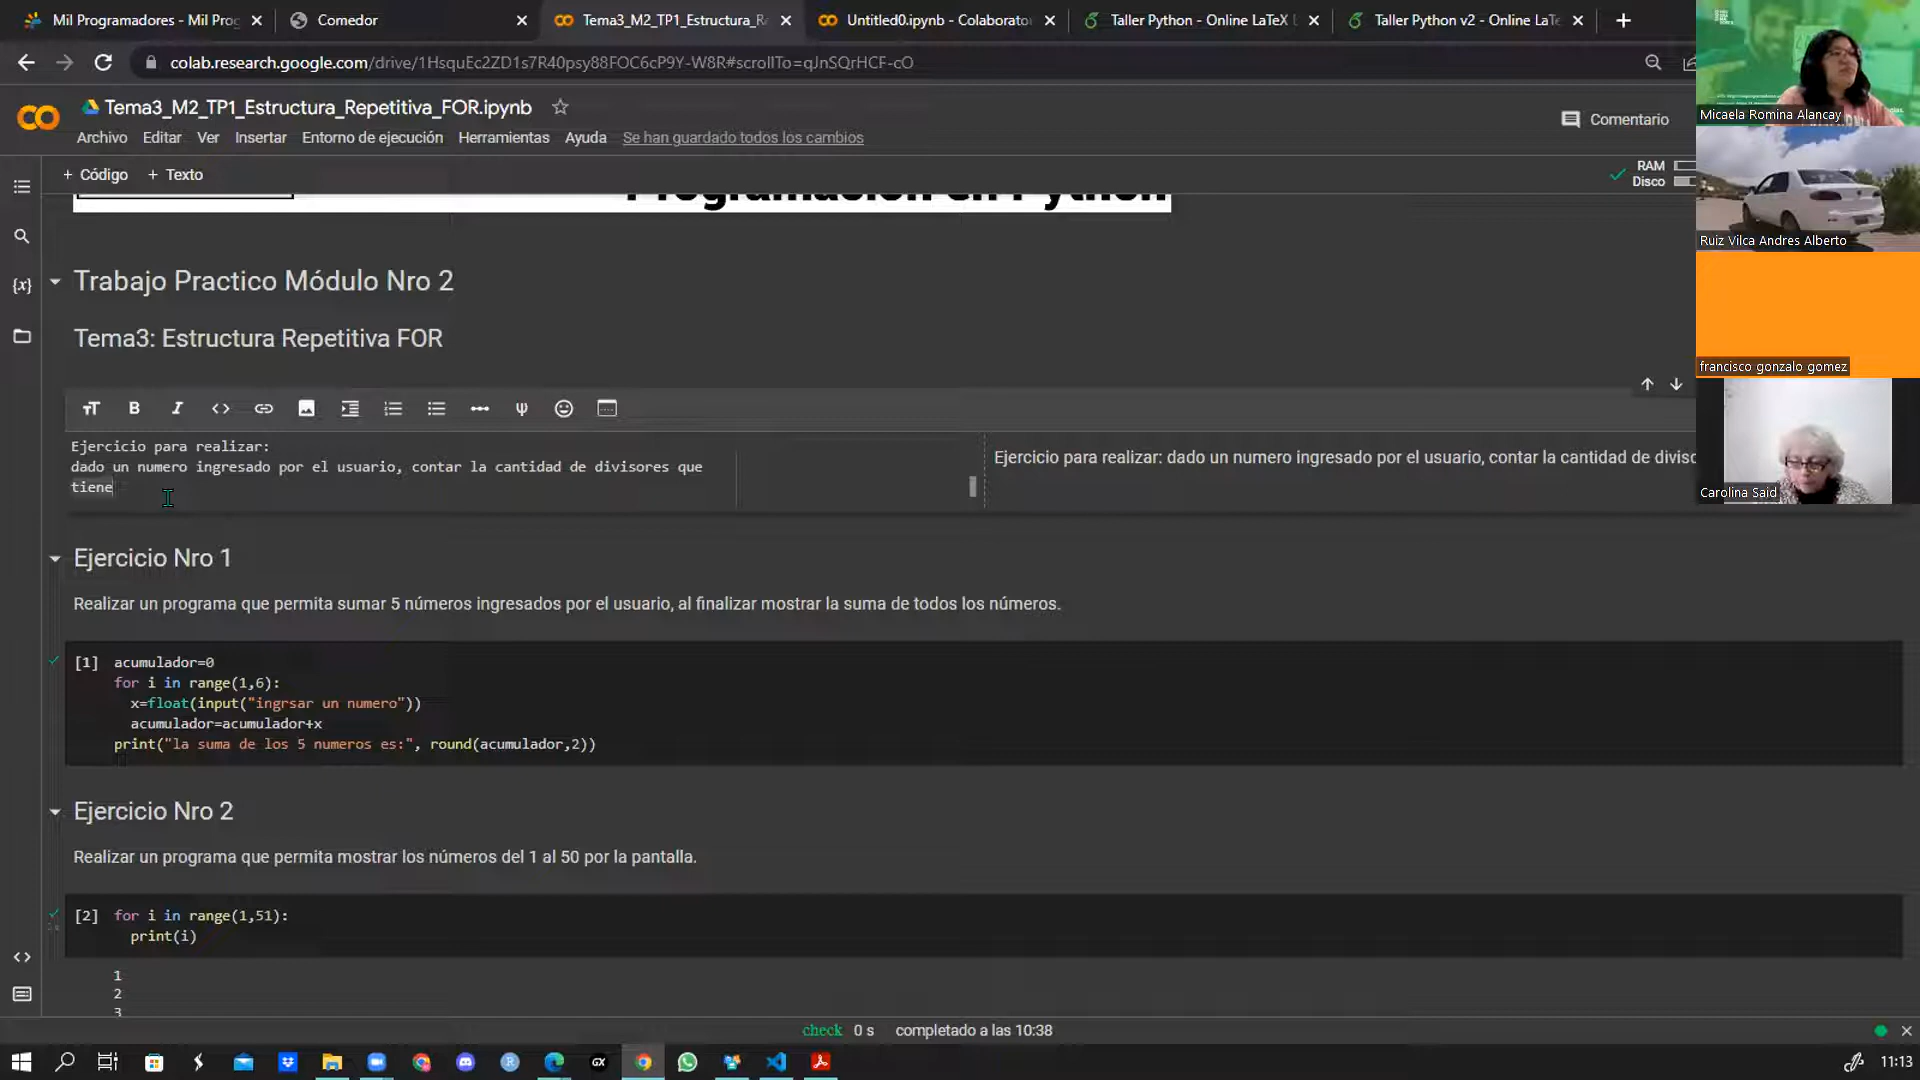 Mil Programadores - Mil Prog
Comedor
Tema3_M2_TP1_Estructura_R
Untitled0.ipynb - Colaborato
Taller Python - Online LaTeX
Taller Python v2 - Online LaTe
colab.research.google.com/drive/1HsquEc2ZD1s7R40psy88FOC6cP9Y-W8R#scrollTo=qJnSQrHCF-cO
Tema3_M2_TP1_Estructura_Repetitiva_FOR.ipynb
Archivo Editar Ver Insertar Entorno de ejecución Herramientas Ayuda Se han guardado todos los cambios
Comentario
+ Código + Texto
RAM
Disco
Programación en Python
Trabajo Practico Módulo Nro 2
Tema3: Estructura Repetitiva FOR
Ejercicio para realizar:
dado un numero ingresado por el usuario, contar la cantidad de divisores que
tiene
Ejercicio para realizar: dado un numero ingresado por el usuario, contar la cantidad de diviso
Ejercicio Nro 1
Realizar un programa que permita sumar 5 números ingresados por el usuario, al finalizar mostrar la suma de todos los números.
[1] acumulador=0
for i in range(1,6):
x=float(input("ingrsar un numero"))
acumulador=acumulador+x
print("la suma de los 5 numeros es:", round(acumulador,2))
Ejercicio Nro 2
Realizar un programa que permita mostrar los números del 1 al 50 por la pantalla.
[2] for i in range(1,51):
print(i)
1
2
3
check 0 s completado a las 10:38
Micaela Romina Alancay
Ruiz Vilca Andres Alberto
francisco gonzalo gomez
Carolina Said
11:13